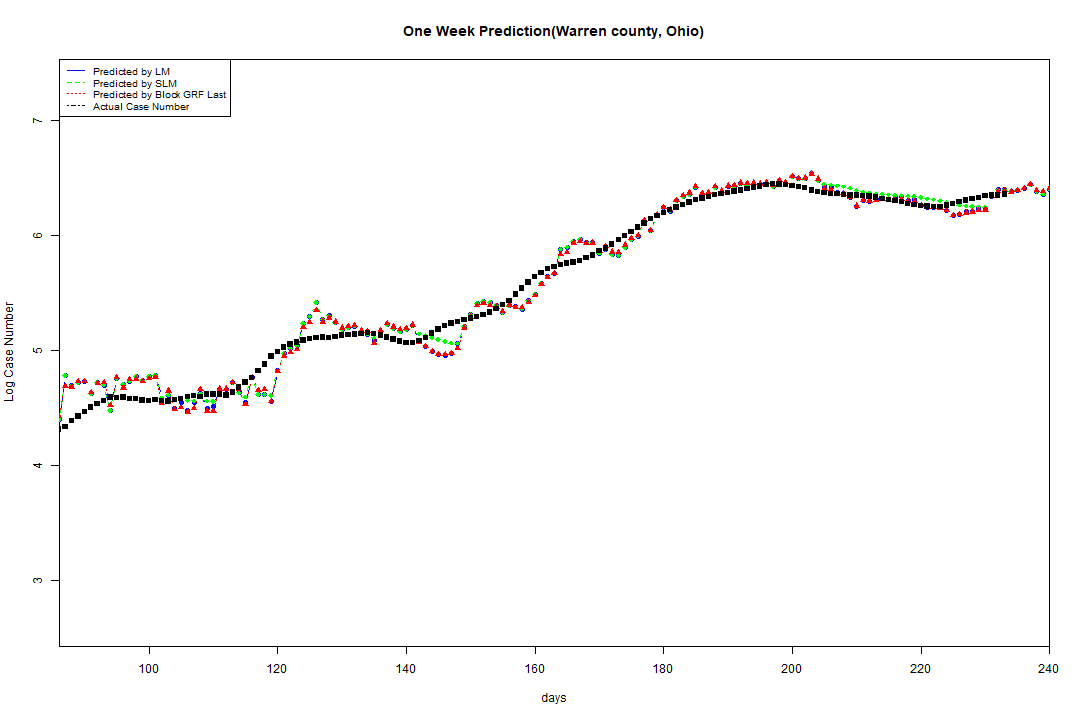 One Week Prediction(Warren county, Ohio)
Predicted by LM
Predicted by SLM
Predicted by Block GRF Last
Actual Case Number
7
6
5
4
3
Log Case Number
100 120 140 160 180 200 220 240
days